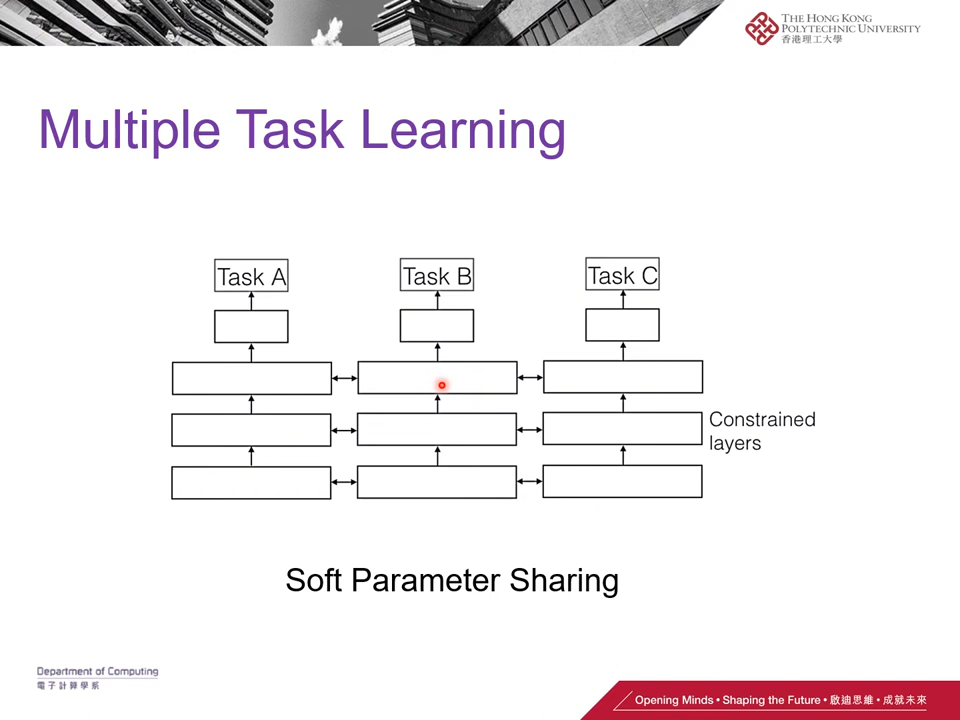 THE HONG KONG
POLYTECHNIC UNIVERSITY
香港理工大學
Multiple Task Learning
Task A
Task B
Task C
Constrained
layers
Soft Parameter Sharing
Department of Computing
電子計算學系
Opening Minds • Shaping the Future • 啟迪思維 • 成就未來